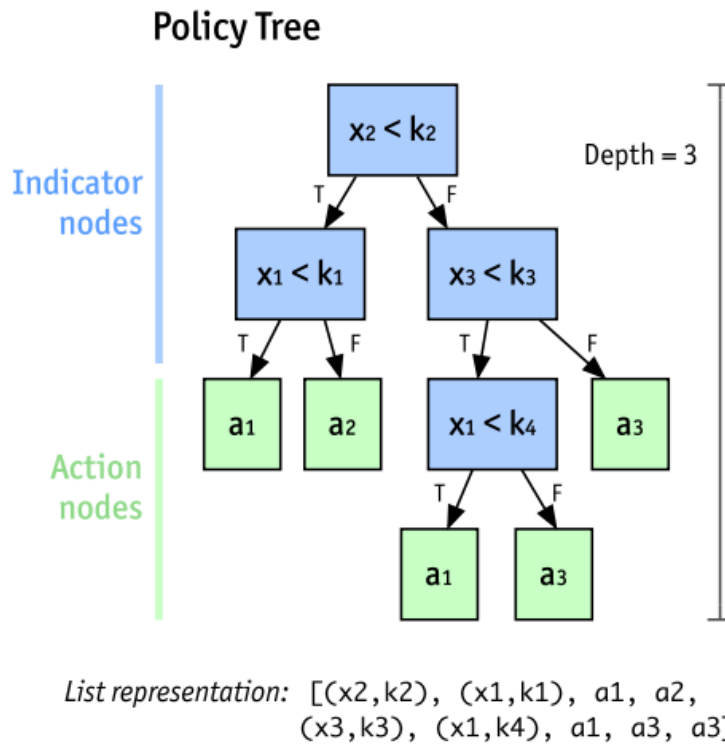 Policy Tree
x2 < k2
Depth = 3
Indicator
nodes
T
F
x1 < k1
x3 < k3
T
F
T
F
a1
a2
x1 < k4
a3
Action
nodes
T
F
a1
a3
List representation: [(x2,k2), (x1,k1), a1, a2,
(x3,k3), (x1,k4), a1, a3, a3]